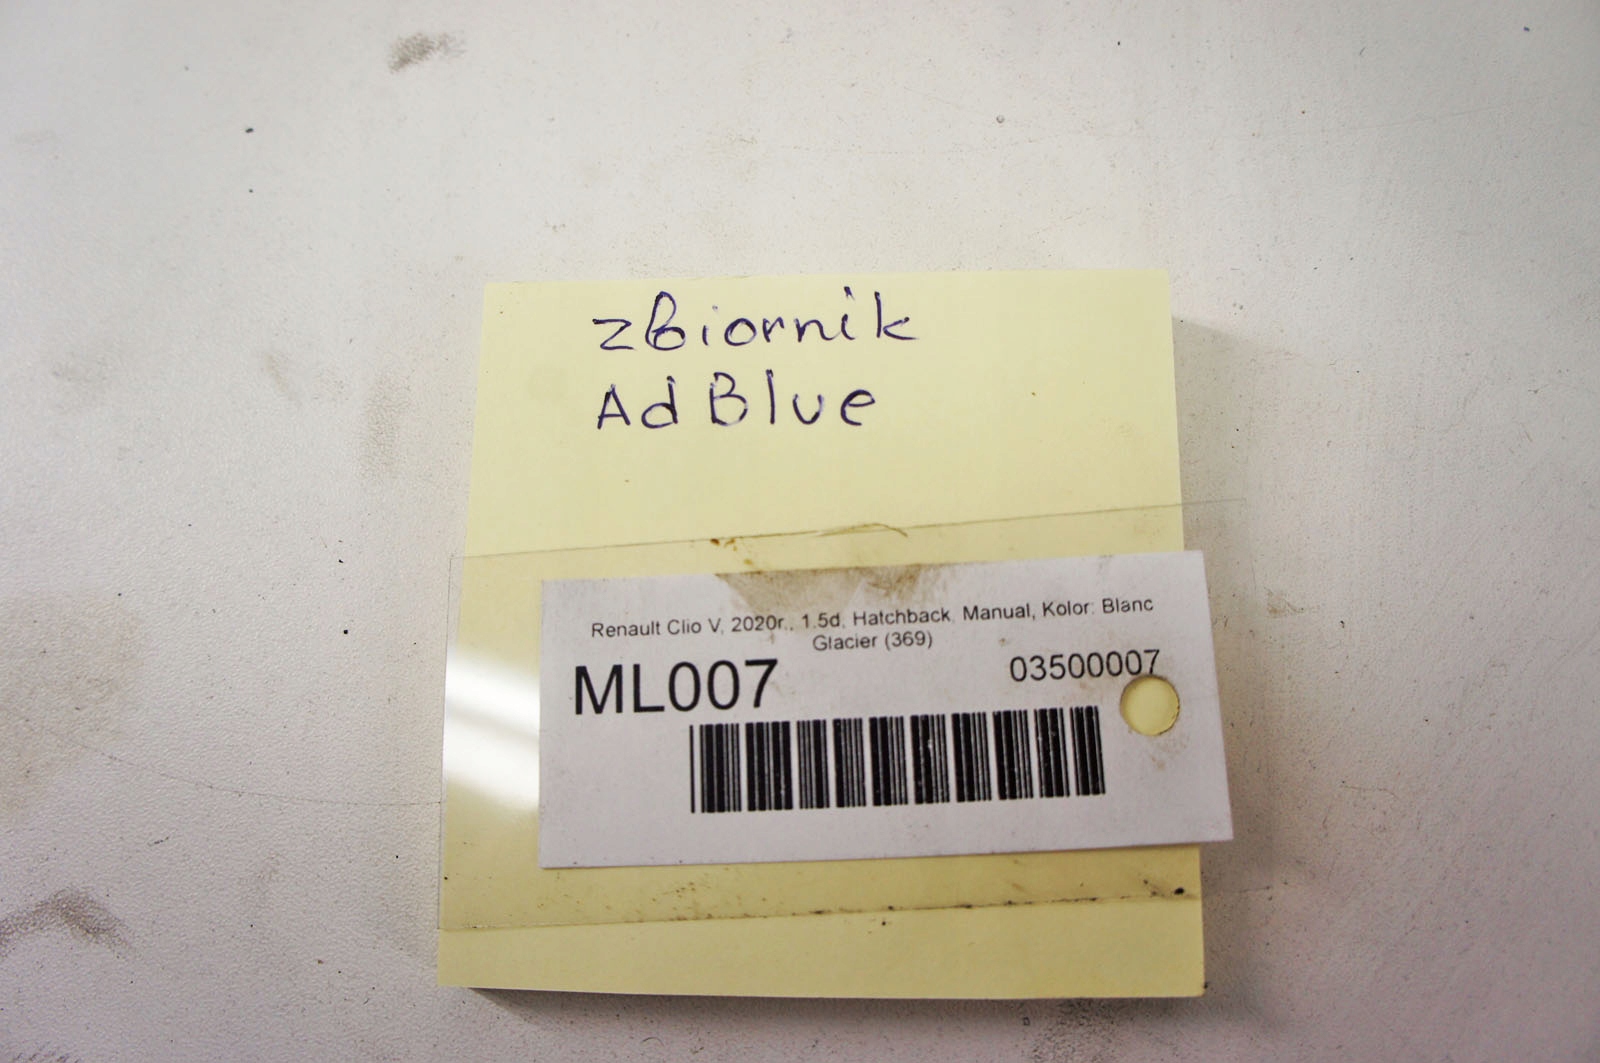 zbiornik
AdBlue
Renault Clio V, 2020r., 1.5d, Hatchback, Manual, Kolor: Blanc
Glacier (369)
ML007
03500007